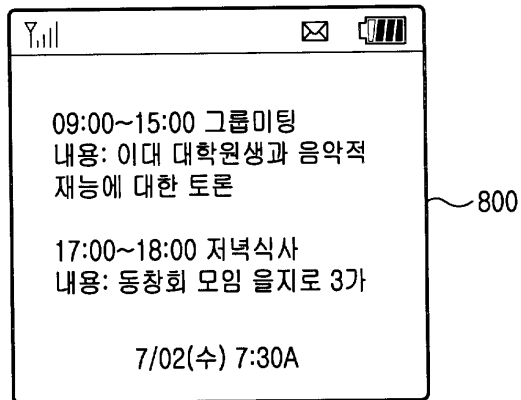 09:00~15:00 그룹미팅
내용: 이대 대학원생과 음악적
재능에 대한 토론
17:00~18:00 저녁식사
내용: 동창회 모임 을지로 3가
7/02(수) 7:30A
800